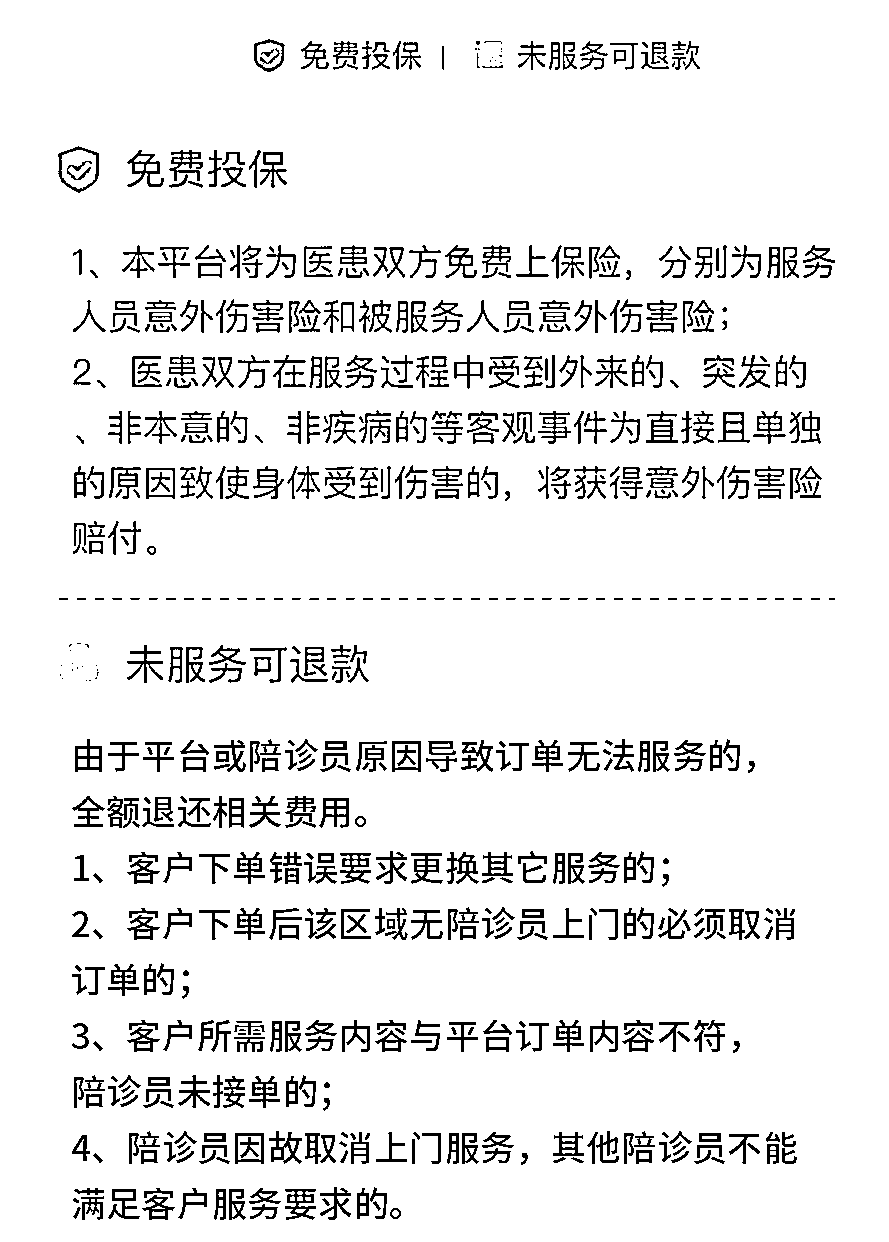 免费投保 | 未服务可退款
免费投保
1、本平台将为医患双方免费上保险，分别为服务
人员意外伤害险和被服务人员意外伤害险；
2、医患双方在服务过程中受到外来的、突发的
、非本意的、非疾病的等客观事件为直接且单独
的原因致使身体受到伤害的，将获得意外伤害险
赔付。
未服务可退款
由于平台或陪诊员原因导致订单无法服务的，
全额退还相关费用。
1、客户下单错误要求更换其它服务的；
2、客户下单后该区域无陪诊员上门的必须取消
订单的；
3、客户所需服务内容与平台订单内容不符，
陪诊员未接单的；
4、陪诊员因故取消上门服务，其他陪诊员不能
满足客户服务要求的。